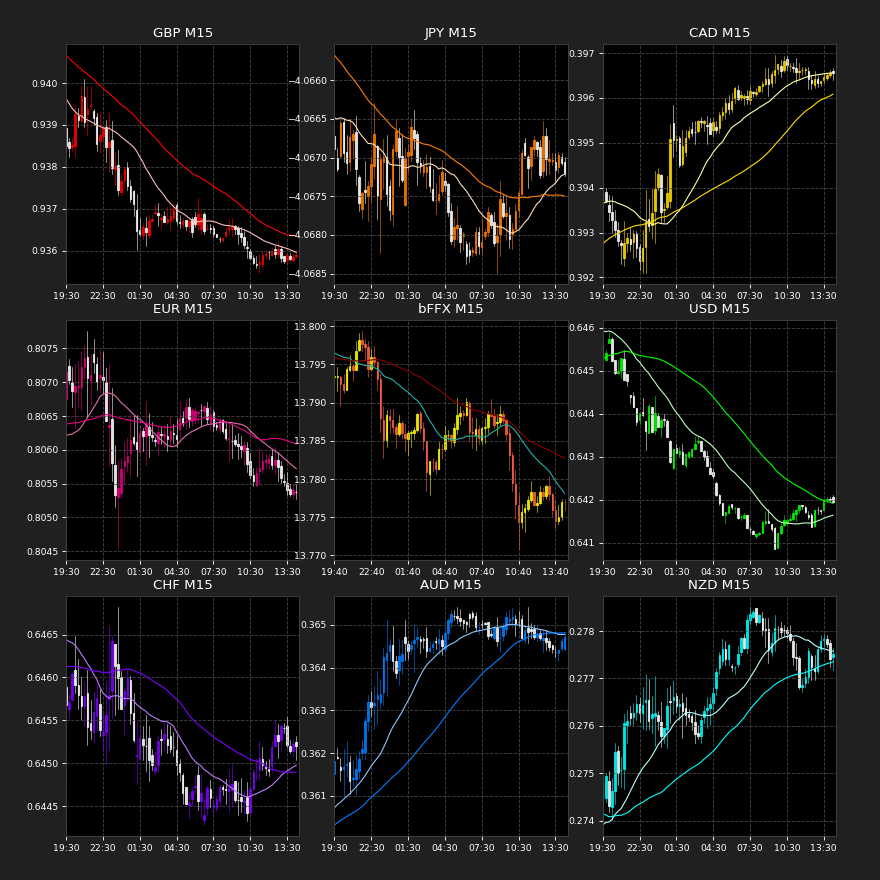 GBP M15
JPY M15
CAD M15
0.940
0.939
0.938
0.937
0.936
19:30 22:30 01:30 04:30 07:30 10:30 13:30
−4.0660
−4.0665
−4.0670
−4.0675
−4.0680
−4.0685
19:30 22:30 01:30 04:30 07:30 10:30 13:30
0.397
0.396
0.395
0.394
0.393
0.392
19:30 22:30 01:30 04:30 07:30 10:30 13:30
EUR M15
bFFX M15
USD M15
0.8075
0.8070
0.8065
0.8060
0.8055
0.8050
0.8045
19:30 22:30 01:30 04:30 07:30 10:30 13:30
13.800
13.795
13.790
13.785
13.780
13.775
13.770
19:40 22:40 01:40 04:40 07:40 10:40 13:40
0.646
0.645
0.644
0.643
0.642
0.641
19:30 22:30 01:30 04:30 07:30 10:30 13:30
CHF M15
AUD M15
NZD M15
0.6465
0.6460
0.6455
0.6450
0.6445
19:30 22:30 01:30 04:30 07:30 10:30 13:30
0.365
0.364
0.363
0.362
0.361
19:30 22:30 01:30 04:30 07:30 10:30 13:30
0.278
0.277
0.276
0.275
0.274
19:30 22:30 01:30 04:30 07:30 10:30 13:30